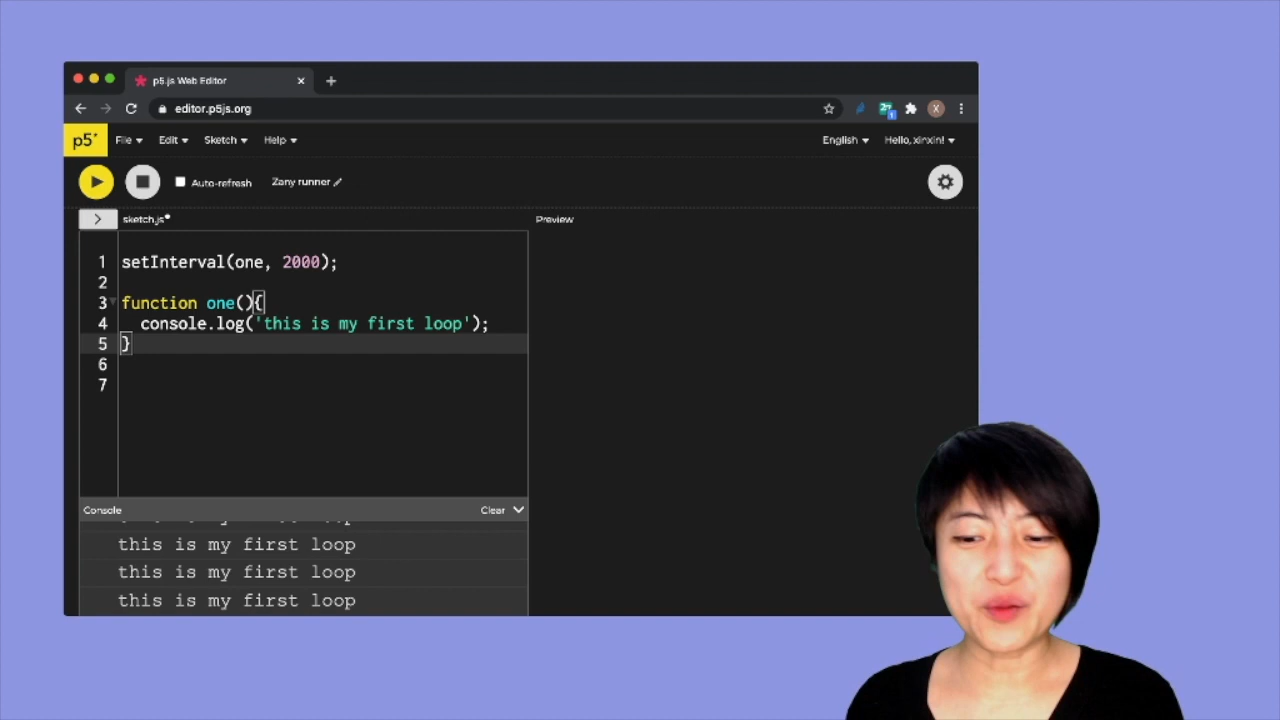 p5.js Web Editor
editor.p5js.org
X
1
p5* File Edit Sketch Help English Hello, xinxin!
Auto-refresh Zany runner
> sketch.js Preview
1 setInterval(one, 2000);
2
3 function one(){
4 console.log('this is my first loop');
5 }
6
7
Console Clear
this is my first loop
this is my first loop
this is my first loop